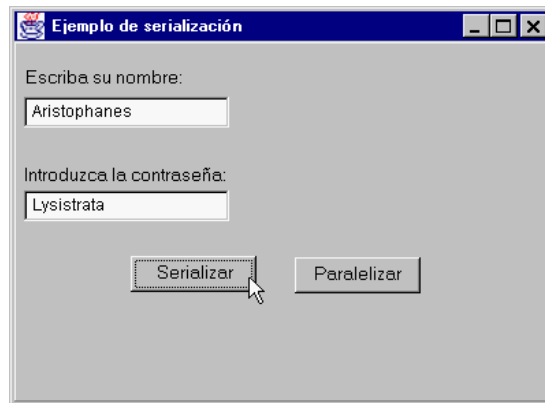 Ejemplo de serialización
Escriba su nombre:
Aristophanes
Introduzca la contraseña:
Lysistrata
Serializar Paralelizar